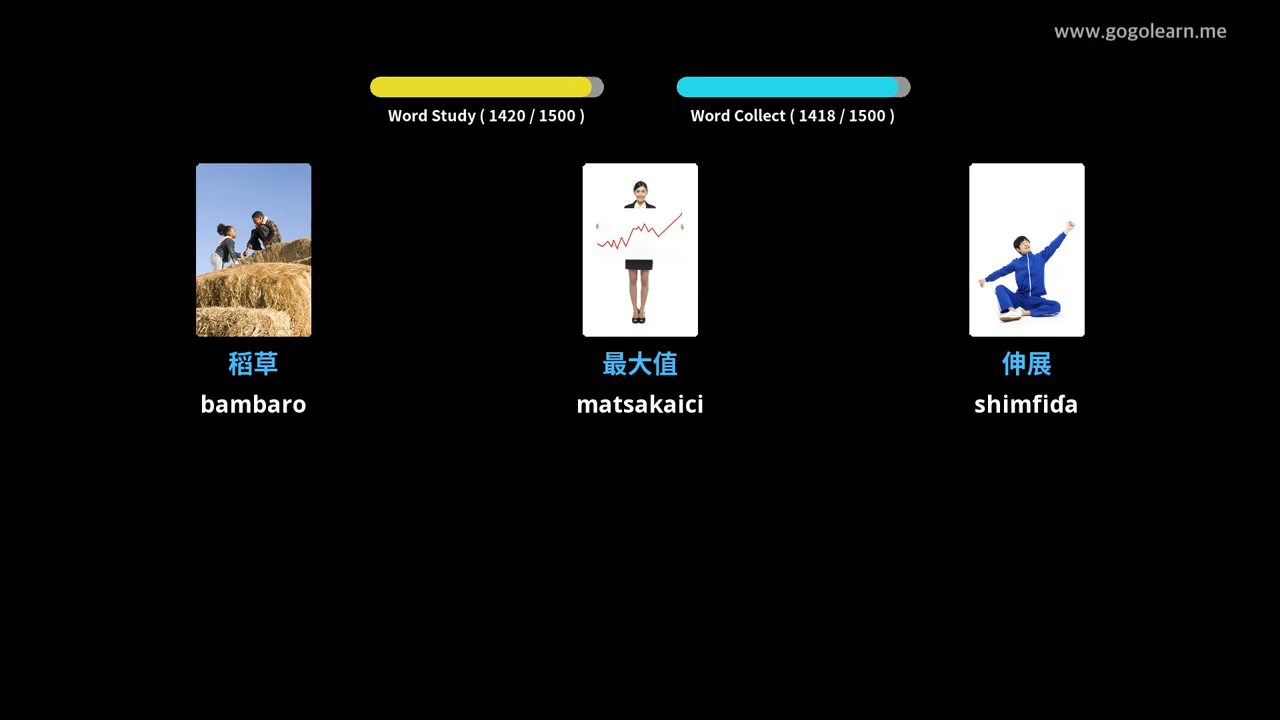 www.gogolearn.me
Word Study ( 1420 / 1500 )
Word Collect ( 1418 / 1500 )
稻草
最大值
伸展
bambaro
matsakaici
shimfiɗa